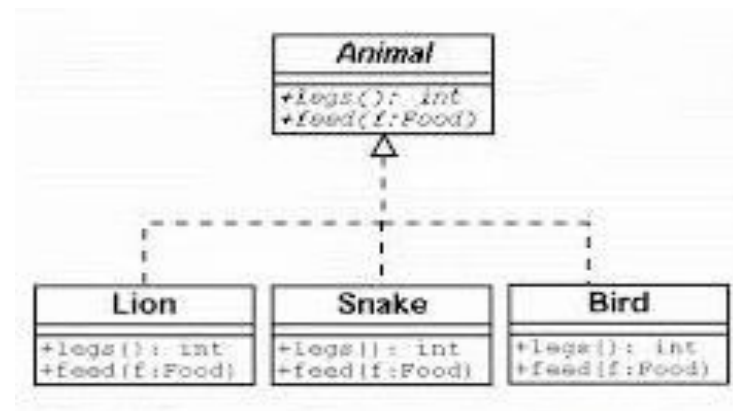 Animal
+legs(): int
+feed(f:Food)
Lion
+legs(): int
+feed(f:Food)
Snake
+legs(): int
+feed(f:Food)
Bird
+legs(): int
+feed(f:Food)